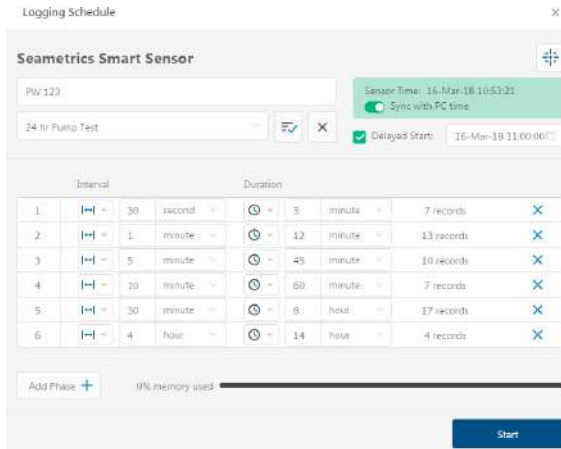 Logging Schedule
Seametrics Smart Sensor
PW 123
Sensor Time: 16-Mar-18 10:53:21
Sync with PC time
24 hr Pump Test
Delayed Start: 16-Mar-18 11:00:00
Interval Duration
1 30 second 3 minute 7 records
2 1 minute 12 minute 13 records
3 5 minute 45 minute 10 records
4 10 minute 60 minute 7 records
5 30 minute 8 hour 17 records
6 4 hour 14 hour 4 records
Add Phase + 9% memory used
Start